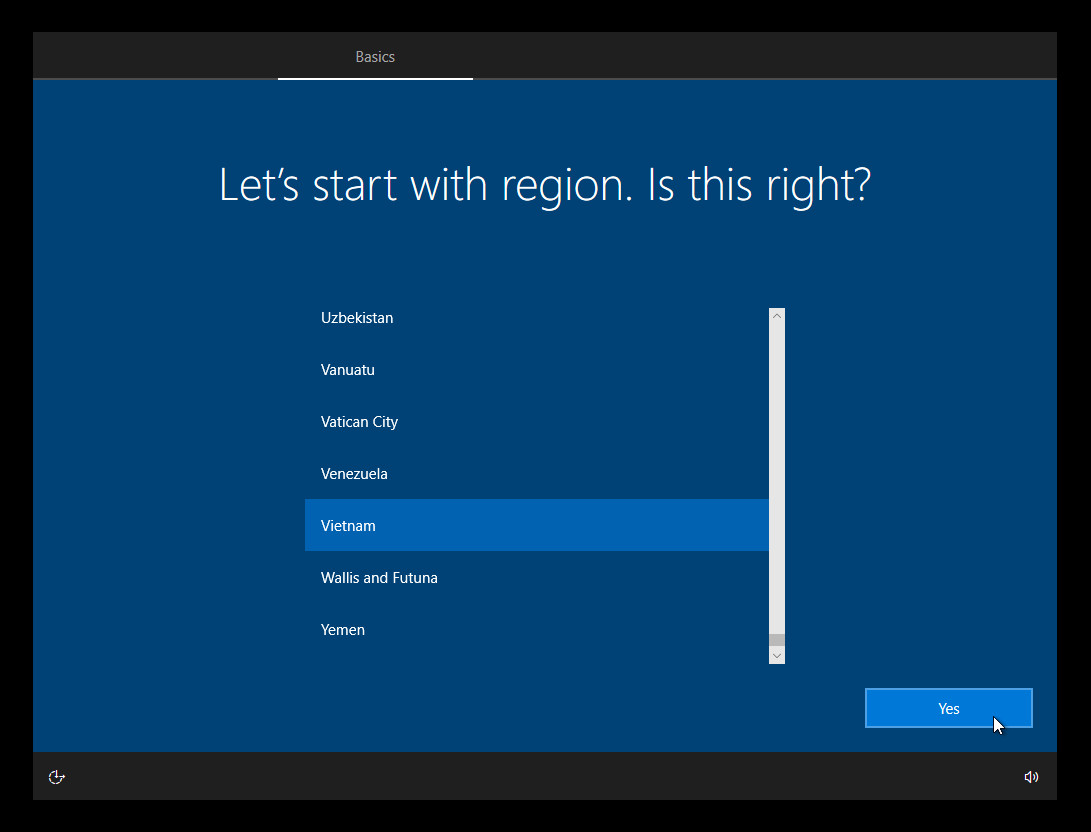 Basics
Let's start with region. Is this right?
Uzbekistan
Vanuatu
Vatican City
Venezuela
Vietnam
Wallis and Futuna
Yemen
Yes